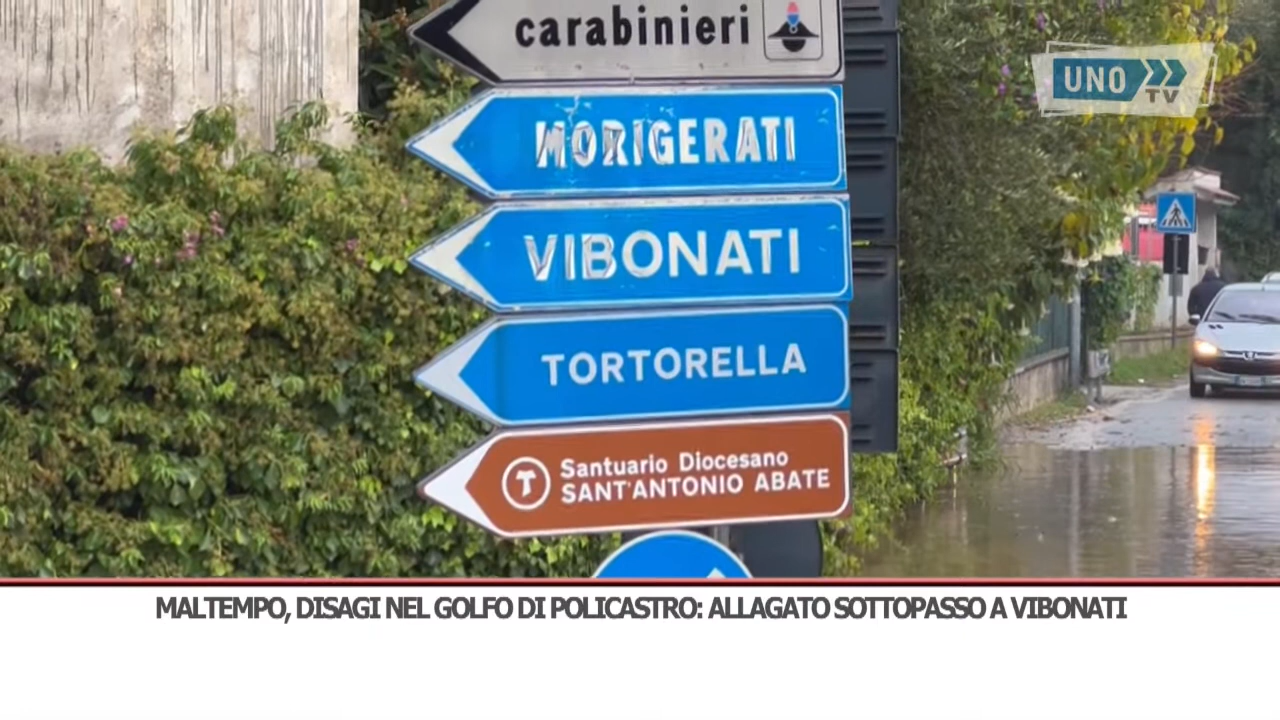 carabinieri
UNO
TV
MORIGERATI
VIBONATI
TORTORELLA
Santuario Diocesano
SANT'ANTONIO ABATE
MALTEMPO, DISAGI NEL GOLFO DI POLICASTRO: ALLAGATO SOTTOPASSO A VIBONATI